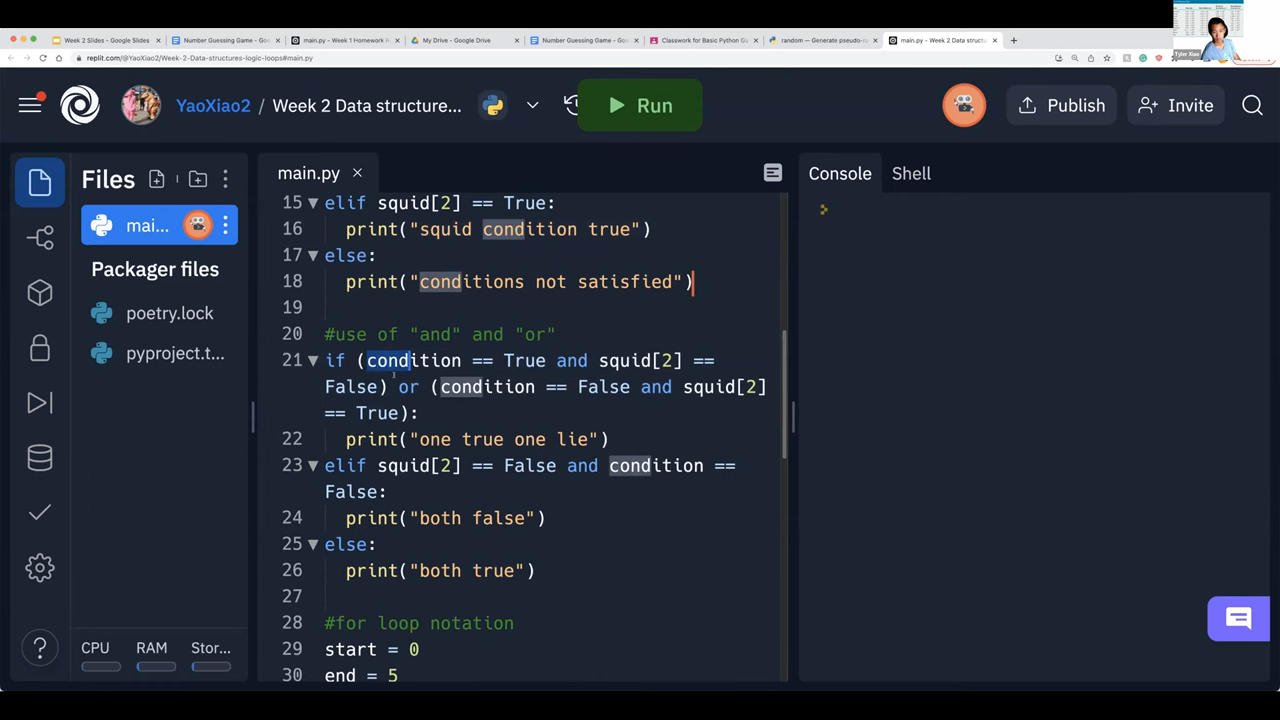 Week 2 Slides - Google Slides
Number Guessing Game - Goo
main.py - Week 1 Homework R
My Drive - Google Drive
Number Guessing Game - Goo
Classwork for Basic Python C
random — Generate pseudo-r
main.py - Week 2 Data structu
replit.com/@YaoXiao2/Week-2-Data-structures-logic-loops#main.py
Tyler Xiao
YaoXiao2 / Week 2 Data structure...
Run
Publish
Invite
Files
mai...
Packager files
poetry.lock
pyproject.t...
CPU RAM Stor...
main.py
15 elif squid[2] == True:
16 print("squid condition true")
17 else:
18 print("conditions not satisfied")
19
20 #use of "and" and "or"
21 if (condition == True and squid[2] ==
False) or (condition == False and squid[2]
== True):
22 print("one true one lie")
23 elif squid[2] == False and condition ==
False:
24 print("both false")
25 else:
26 print("both true")
27
28 #for loop notation
29 start = 0
30 end = 5
Console Shell